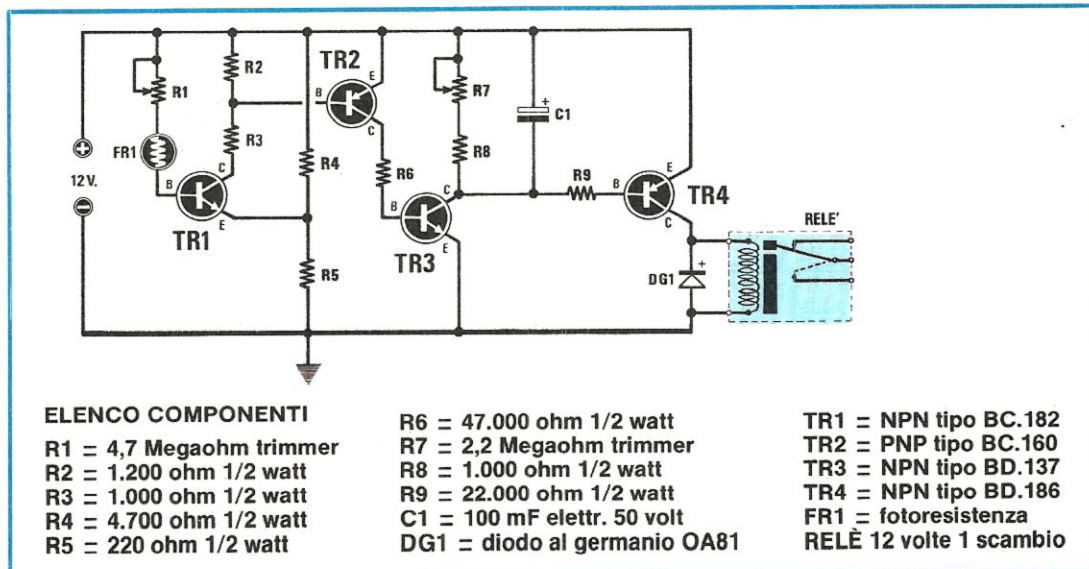 TR2
E
B
C
R2
R1
R7
+
C1
FR1
R3
R8
12V.
R4
R6
R9
E
B
C
TR4
RELE'
C
B
E
TR1
C
B
E
TR3
R5
DG1
+
ELENCO COMPONENTI
R1 = 4,7 Megaohm trimmer
R2 = 1.200 ohm 1/2 watt
R3 = 1.000 ohm 1/2 watt
R4 = 4.700 ohm 1/2 watt
R5 = 220 ohm 1/2 watt
R6 = 47.000 ohm 1/2 watt
R7 = 2,2 Megaohm trimmer
R8 = 1.000 ohm 1/2 watt
R9 = 22.000 ohm 1/2 watt
C1 = 100 mF elettr. 50 volt
DG1 = diodo al germanio OA81
TR1 = NPN tipo BC.182
TR2 = PNP tipo BC.160
TR3 = NPN tipo BD.137
TR4 = NPN tipo BD.186
FR1 = fotoresistenza
RELÈ 12 volte 1 scambio